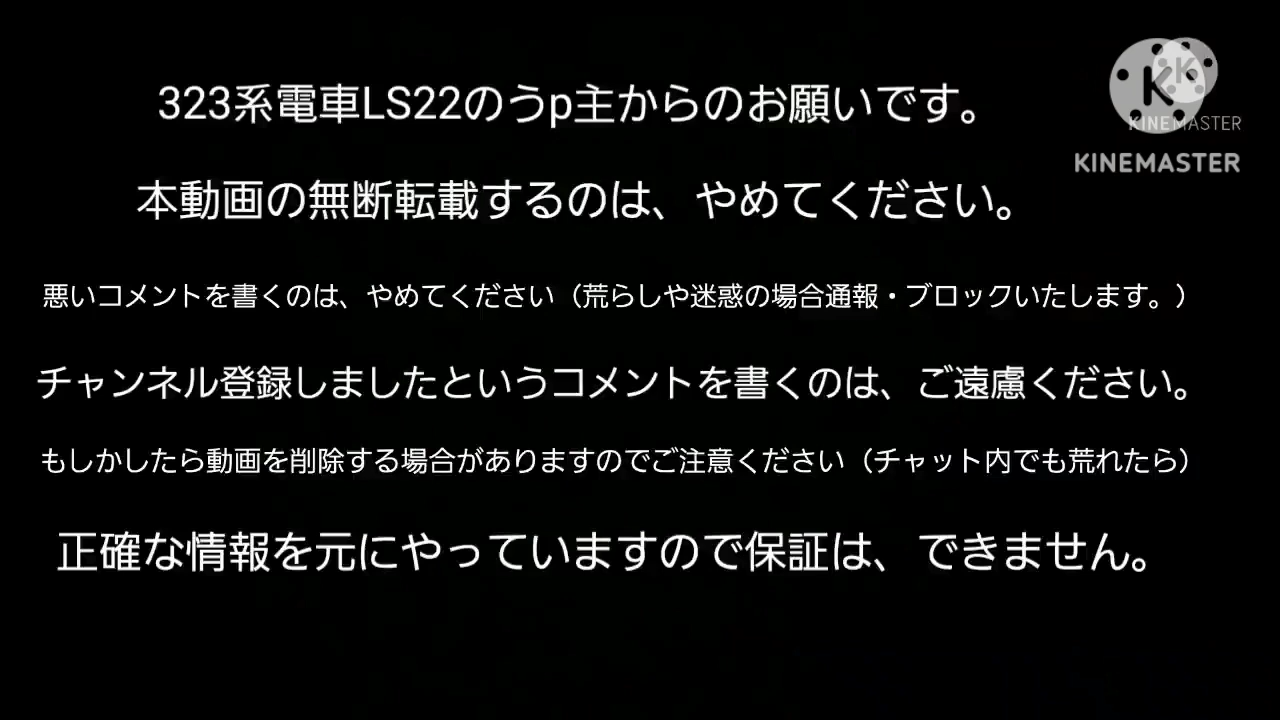 323系電車LS22のうp主からのお願いです。
KINEMASTER
KINEMASTER
本動画の無断転載するのは、やめてください。
悪いコメントを書くのは、やめてください（荒らしや迷惑の場合通報・ブロックいたします。）
チャンネル登録しましたというコメントを書くのは、ご遠慮ください。
もしかしたら動画を削除する場合がありますのでご注意ください（チャット内でも荒れたら）
正確な情報を元にやっていますので保証は、できません。